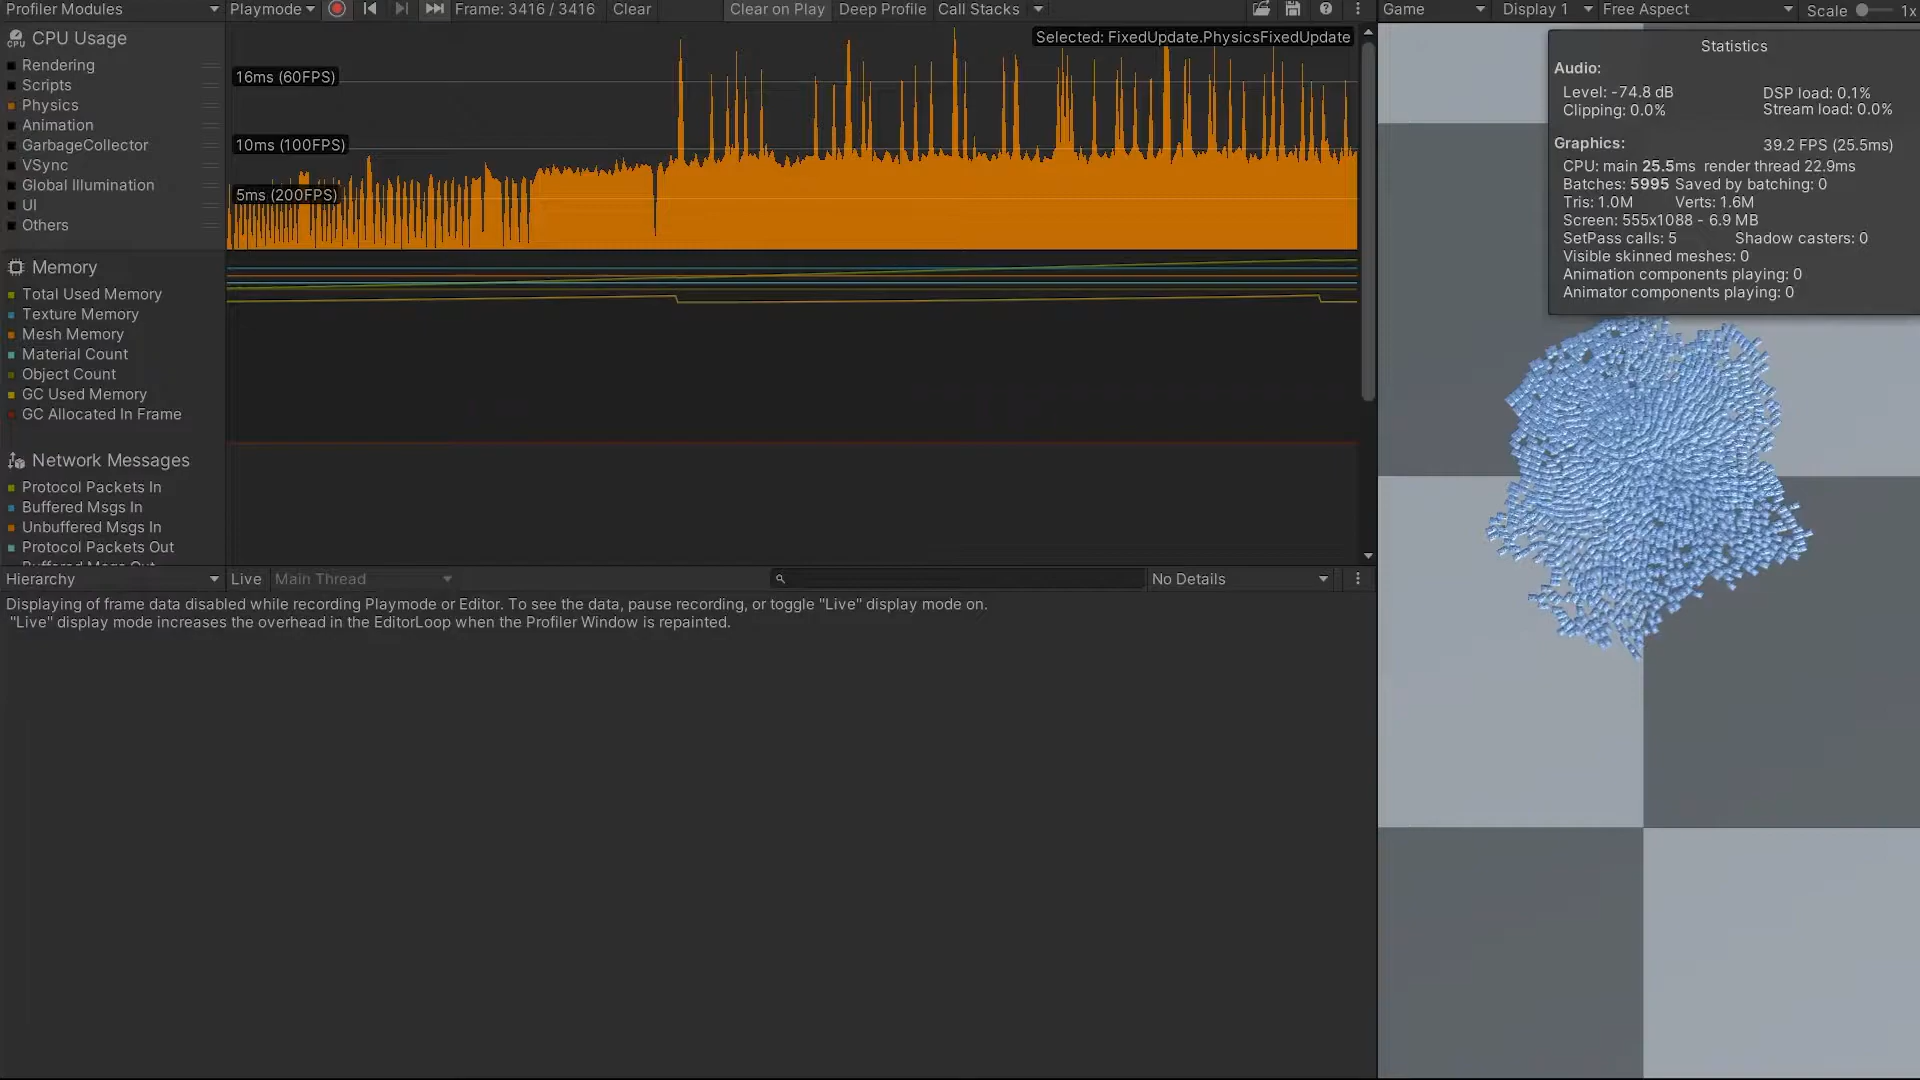 Profiler Modules
Playmode
Frame: 3416 / 3416
Clear
Clear on Play
Deep Profile
Call Stacks
CPU Usage
Rendering
Scripts
Physics
Animation
GarbageCollector
VSync
Global Illumination
UI
Others
Selected: FixedUpdate.PhysicsFixedUpdate
16ms (60FPS)
10ms (100FPS)
5ms (200FPS)
Memory
Total Used Memory
Texture Memory
Mesh Memory
Material Count
Object Count
GC Used Memory
GC Allocated In Frame
Network Messages
Protocol Packets In
Buffered Msgs In
Unbuffered Msgs In
Protocol Packets Out
Buffered Msgs Out
Hierarchy
Live
Main Thread
No Details
Displaying of frame data disabled while recording Playmode or Editor. To see the data, pause recording, or toggle "Live" display mode on.
"Live" display mode increases the overhead in the EditorLoop when the Profiler Window is repainted.
Game
Display 1
Free Aspect
Scale
1x
Statistics
Audio:
Level: -74.8 dB DSP load: 0.1%
Clipping: 0.0% Stream load: 0.0%
Graphics: 39.2 FPS (25.5ms)
CPU: main 25.5ms render thread 22.9ms
Batches: 5995 Saved by batching: 0
Tris: 1.0M Verts: 1.6M
Screen: 555x1088 - 6.9 MB
SetPass calls: 5 Shadow casters: 0
Visible skinned meshes: 0
Animation components playing: 0
Animator components playing: 0